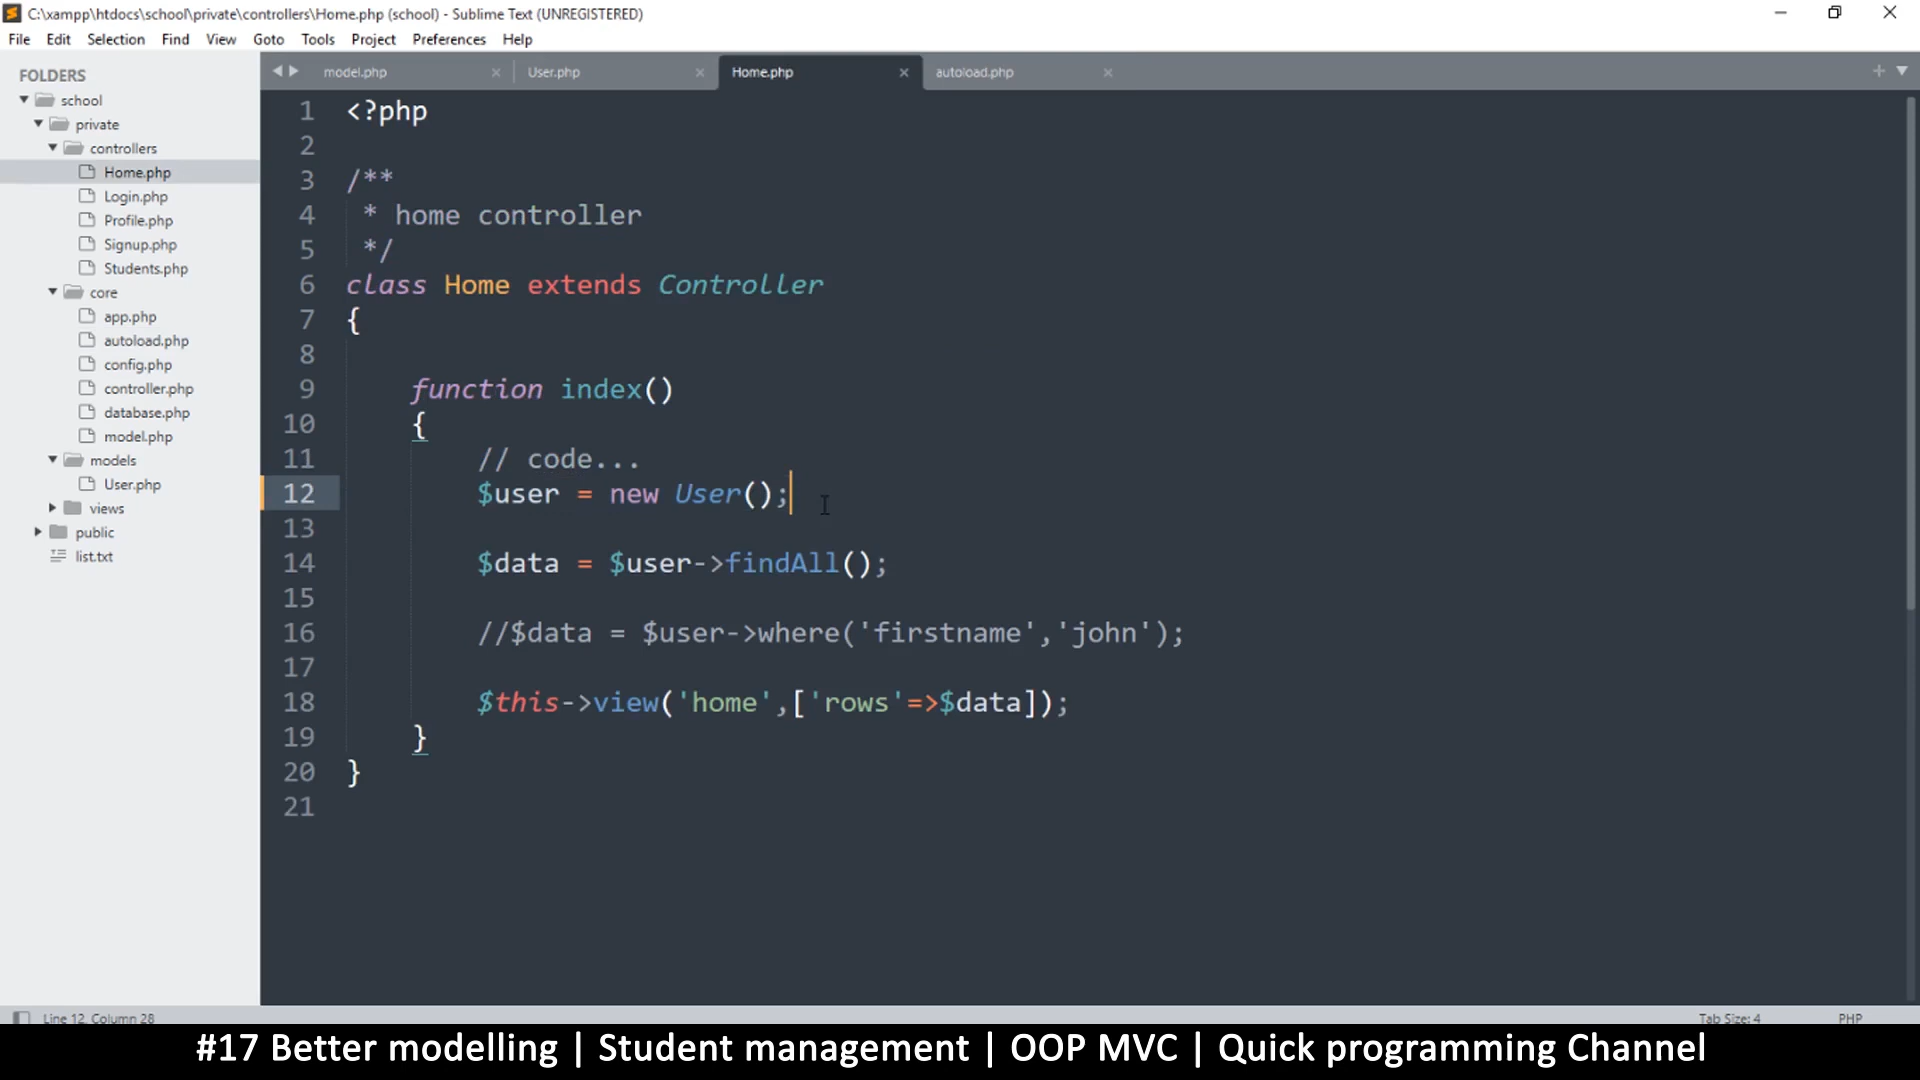 C:\xampp\htdocs\school\private\controllers\Home.php (school) - Sublime Text (UNREGISTERED)
File Edit Selection Find View Goto Tools Project Preferences Help
FOLDERS
school
private
controllers
Home.php
Login.php
Profile.php
Signup.php
Students.php
core
app.php
autoload.php
config.php
controller.php
database.php
model.php
models
User.php
views
public
list.txt
model.php User.php Home.php autoload.php
1 <?php
2
3 /**
4  * home controller
5  */
6 class Home extends Controller
7 {
8
9     function index()
10     {
11         // code...
12         $user = new User();
13
14         $data = $user->findAll();
15
16         //$data = $user->where('firstname','john');
17
18         $this->view('home',['rows'=>$data]);
19     }
20 }
21
Line 12, Column 28 Tab Size: 4 PHP
#17 Better modelling | Student management | OOP MVC | Quick programming Channel